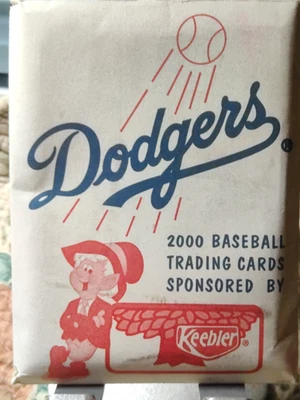 Dodgers®
2000 BASEBALL
TRADING CARDS
SPONSORED BY
Keebler®